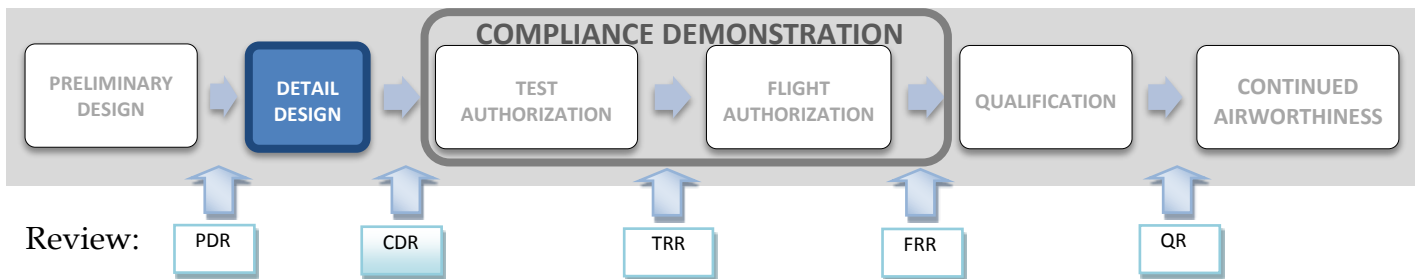 COMPLIANCE DEMONSTRATION
PRELIMINARY
DESIGN
DETAIL
DESIGN
TEST
AUTHORIZATION
FLIGHT
AUTHORIZATION
QUALIFICATION
CONTINUED
AIRWORTHINESS
Review:
PDR
CDR
TRR
FRR
QR